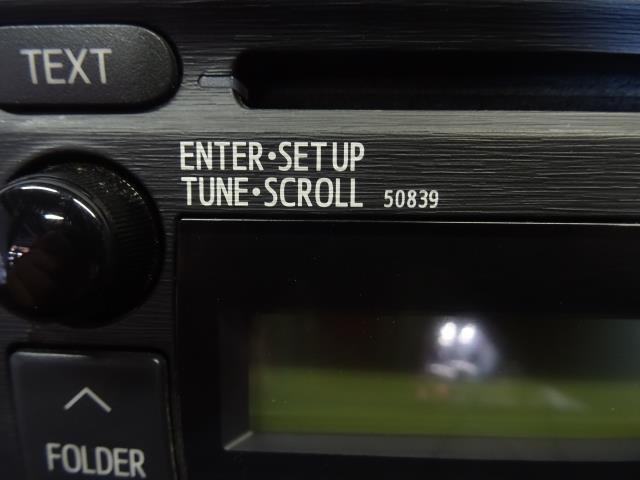 TEXT
ENTER•SETUP
TUNE•SCROLL 50839
FOLDER